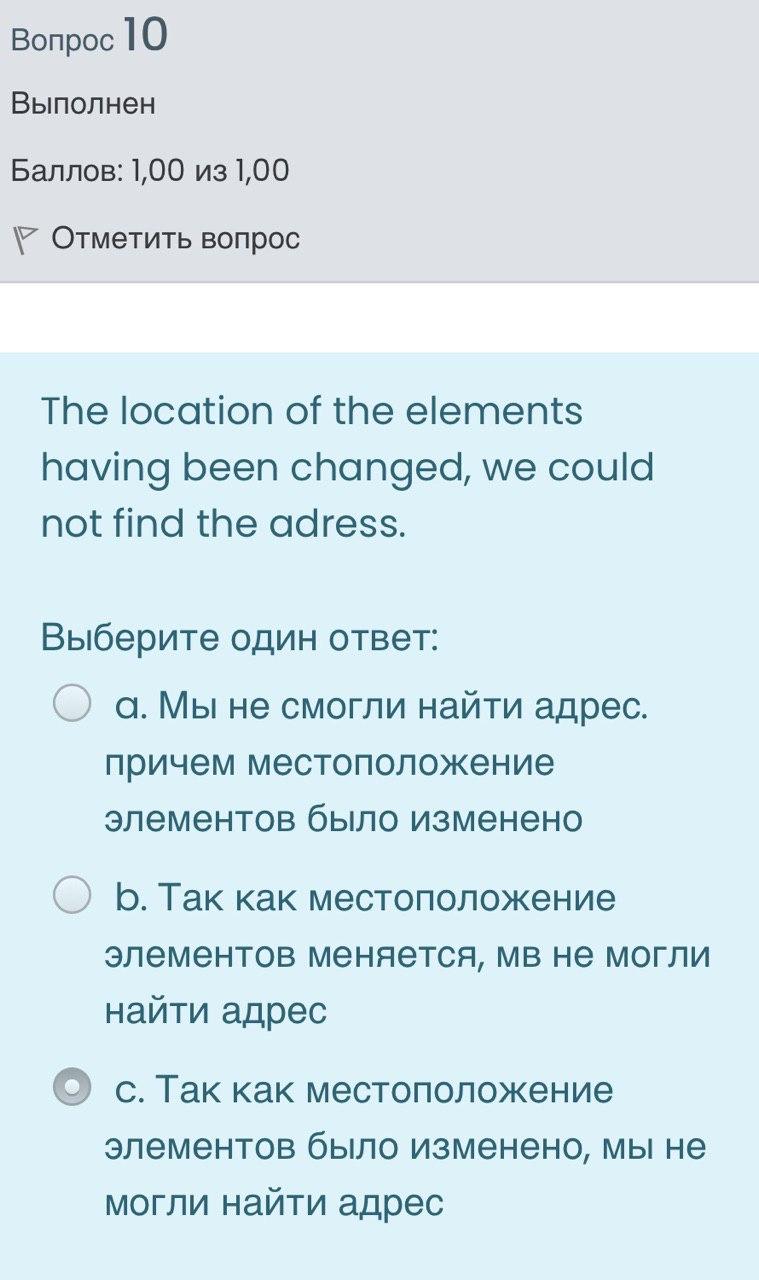 Вопрос 10
Выполнен
Баллов: 1,00 из 1,00
Отметить вопрос
The location of the elements
having been changed, we could
not find the adress.
Выберите один ответ:
a. Мы не смогли найти адрес.
причем местоположение
элементов было изменено
b. Так как местоположение
элементов меняется, мв не могли
найти адрес
c. Так как местоположение
элементов было изменено, мы не
могли найти адрес